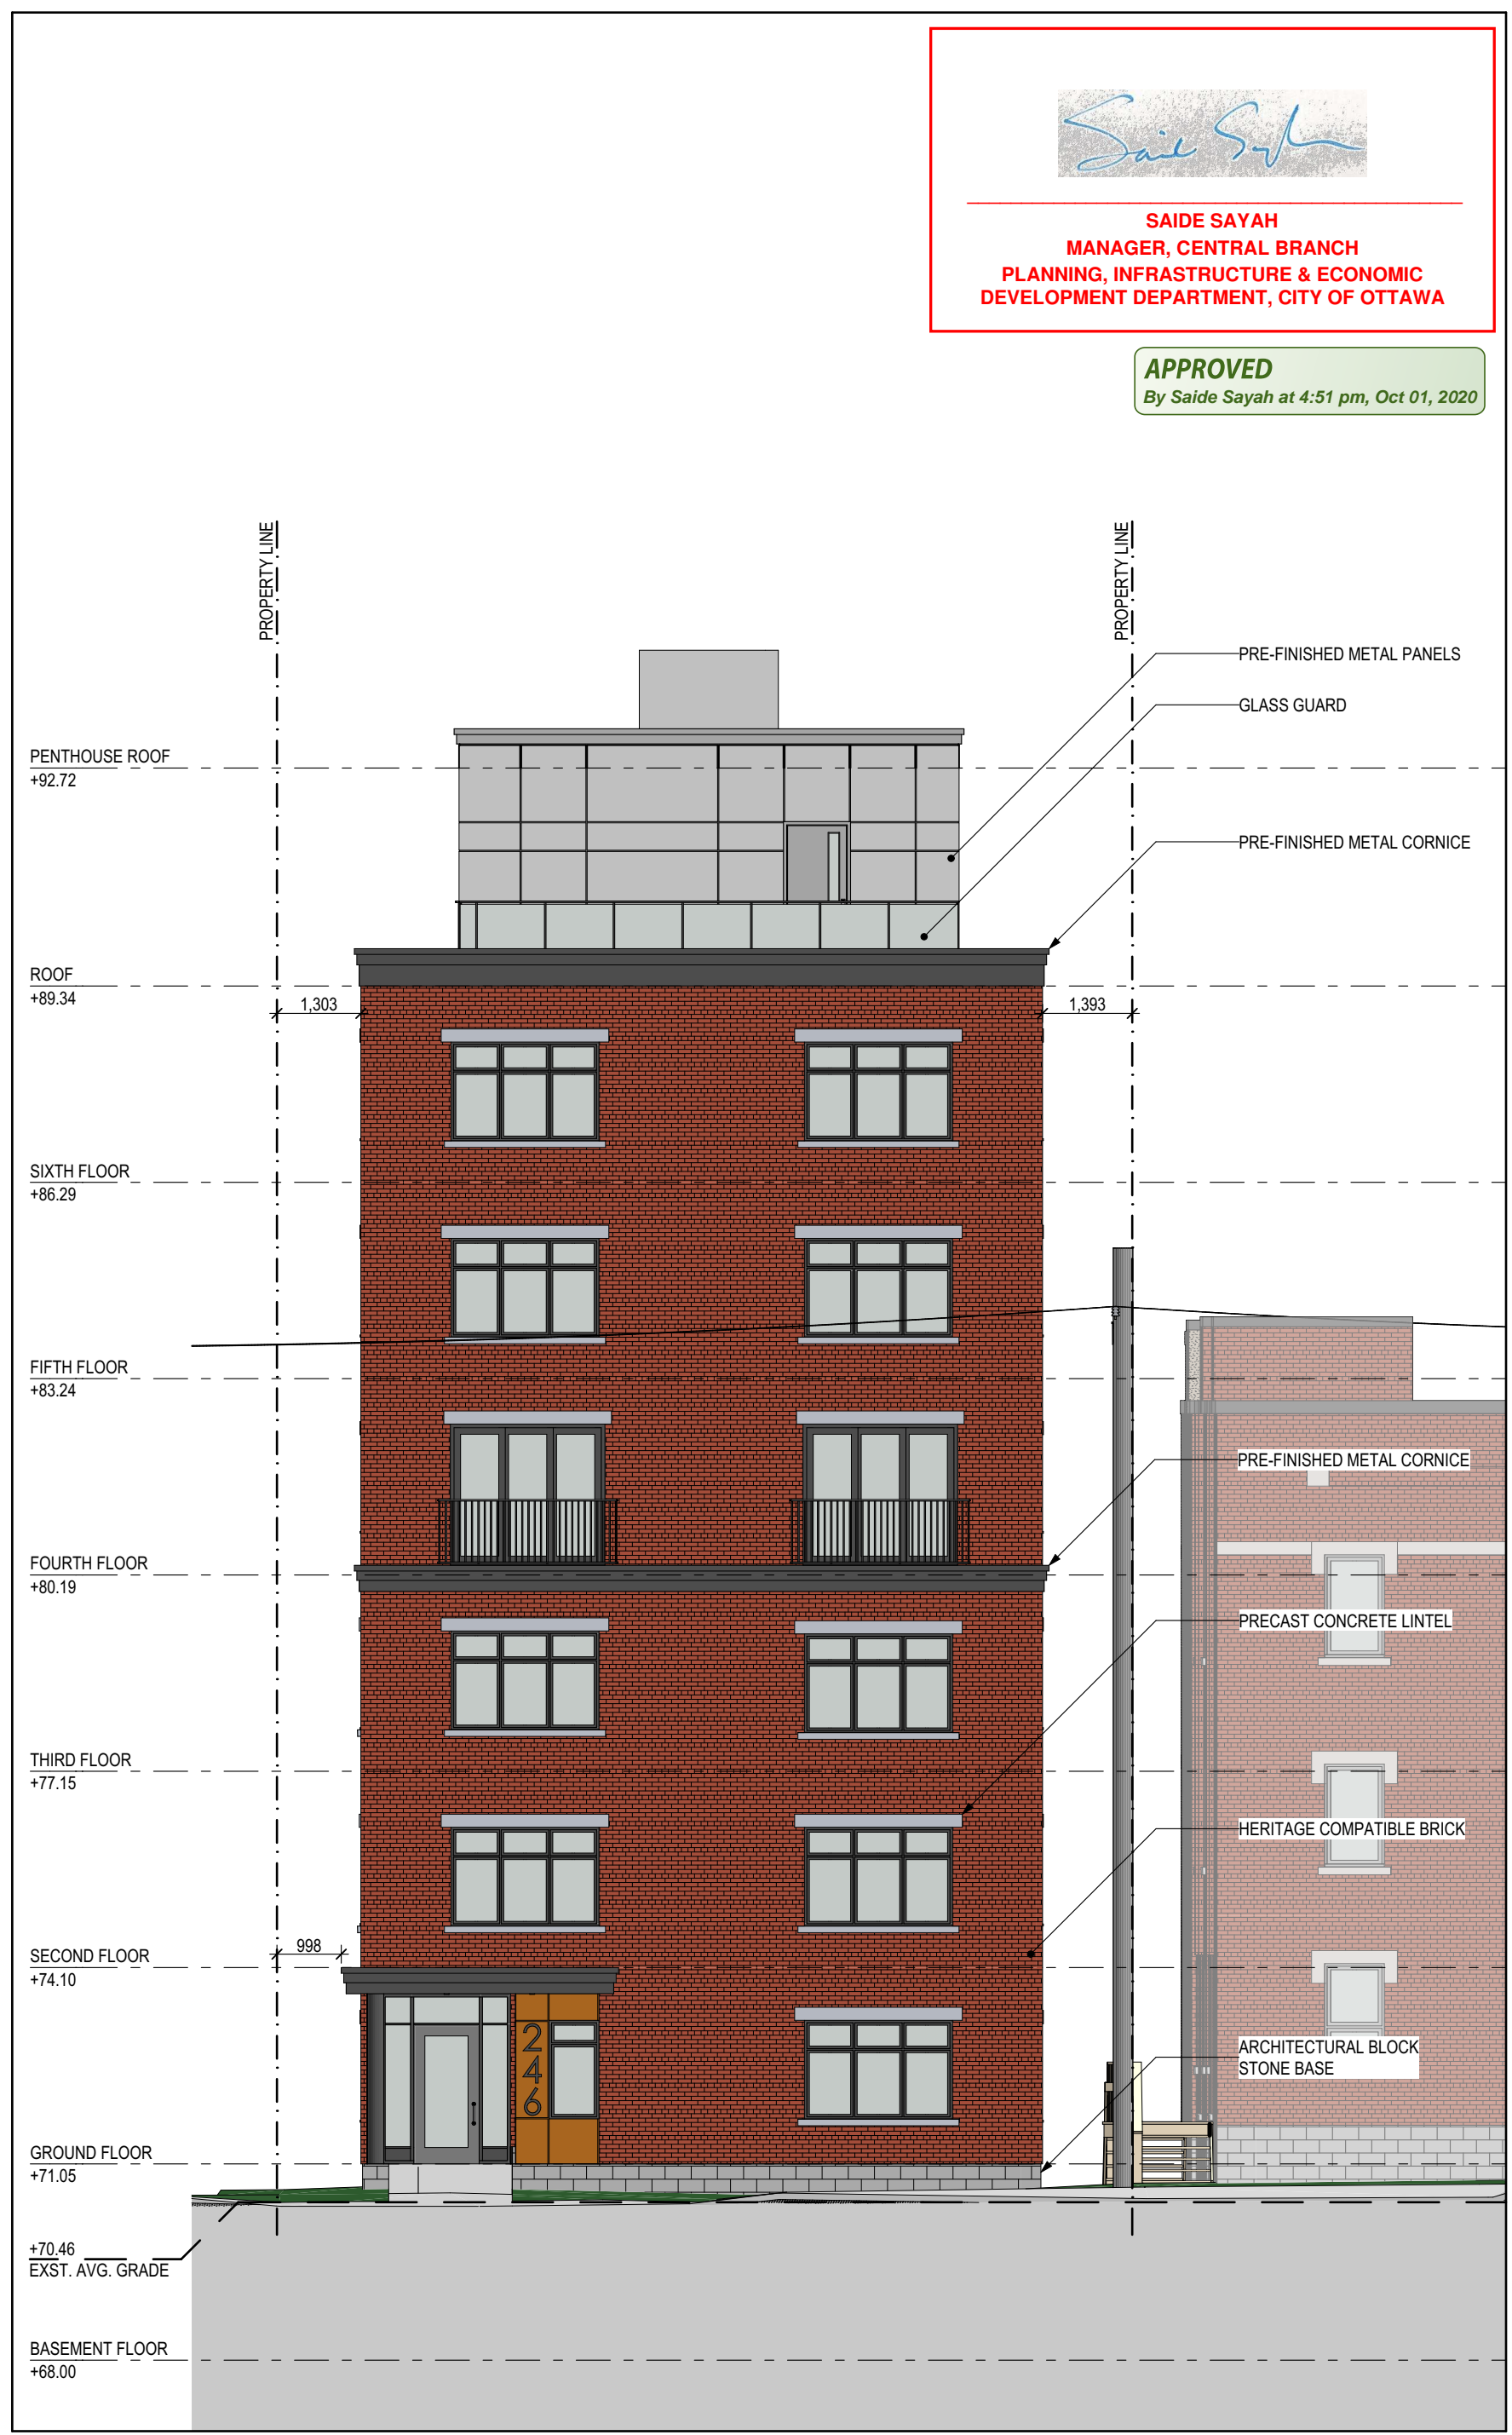 Saide Sayah
SAIDE SAYAH
MANAGER, CENTRAL BRANCH
PLANNING, INFRASTRUCTURE & ECONOMIC
DEVELOPMENT DEPARTMENT, CITY OF OTTAWA
APPROVED
By Saide Sayah at 4:51 pm, Oct 01, 2020
PROPERTY LINE
PROPERTY LINE
PRE-FINISHED METAL PANELS
GLASS GUARD
PENTHOUSE ROOF
+92.72
PRE-FINISHED METAL CORNICE
ROOF
+89.34
1,303
1,393
SIXTH FLOOR
+86.29
FIFTH FLOOR
+83.24
PRE-FINISHED METAL CORNICE
FOURTH FLOOR
+80.19
PRECAST CONCRETE LINTEL
THIRD FLOOR
+77.15
HERITAGE COMPATIBLE BRICK
998
SECOND FLOOR
+74.10
246
ARCHITECTURAL BLOCK
STONE BASE
GROUND FLOOR
+71.05
+70.46
EXST. AVG. GRADE
BASEMENT FLOOR
+68.00